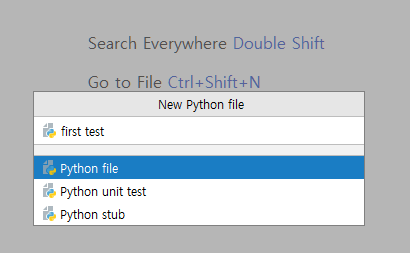 Search Everywhere Double Shift
Go to File Ctrl+Shift+N
New Python file
first test
Python file
Python unit test
Python stub